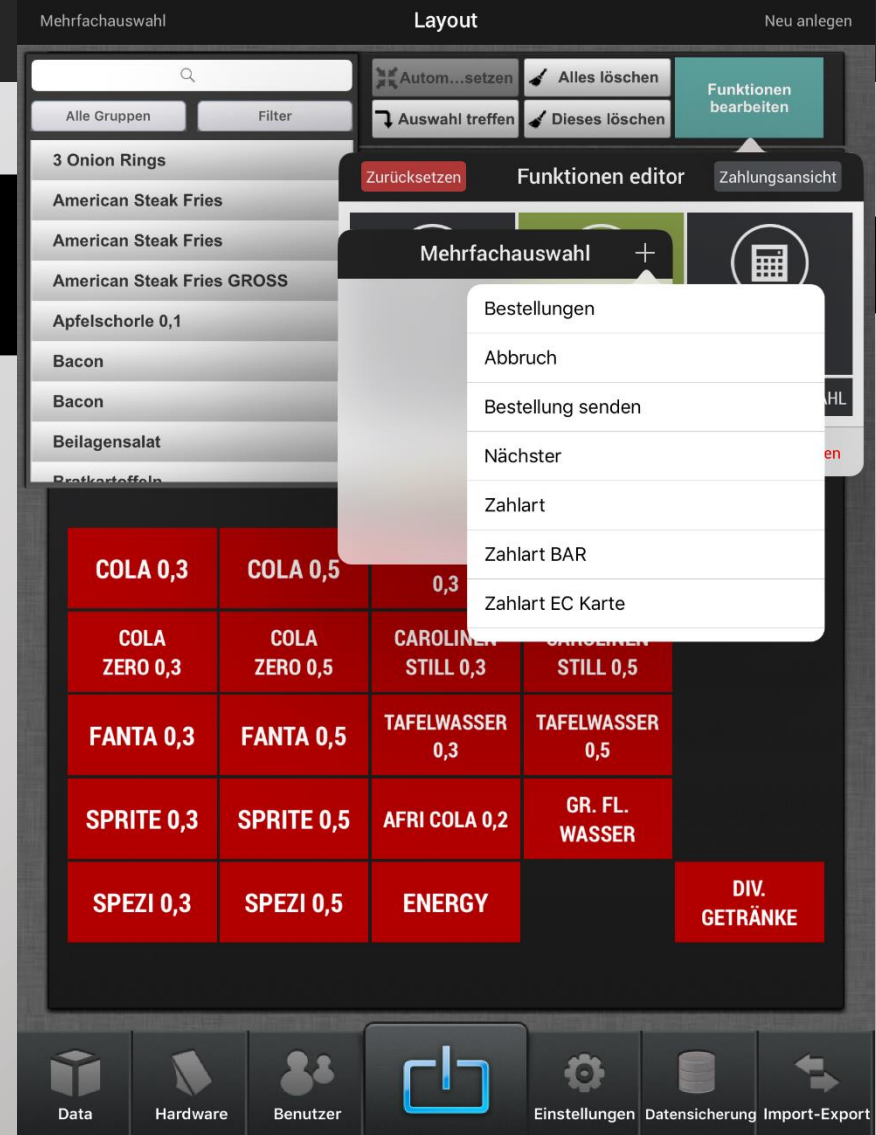 Mehrfachauswahl
Layout
Neu anlegen
Autom...setzen
Alles löschen
Funktionen
bearbeiten
Alle Gruppen
Filter
Auswahl treffen
Dieses löschen
3 Onion Rings
American Steak Fries
American Steak Fries
American Steak Fries GROSS
Apfelschorle 0,1
Bacon
Bacon
Beilagensalat
Bratkartoffeln
Zurücksetzen
Funktionen editor
Zahlungsansicht
Mehrfachauswahl
Bestellungen
Abbruch
Bestellung senden
Nächster
Zahlart
Zahlart BAR
Zahlart EC Karte
COLA 0,3
COLA 0,5
0,3
COLA
ZERO 0,3
COLA
ZERO 0,5
CAROLINEN
STILL 0,3
CAROLINEN
STILL 0,5
FANTA 0,3
FANTA 0,5
TAFELWASSER
0,3
TAFELWASSER
0,5
SPRITE 0,3
SPRITE 0,5
AFRI COLA 0,2
GR. FL.
WASSER
SPEZI 0,3
SPEZI 0,5
ENERGY
DIV.
GETRÄNKE
Data
Hardware
Benutzer
Einstellungen
Datensicherung
Import-Export